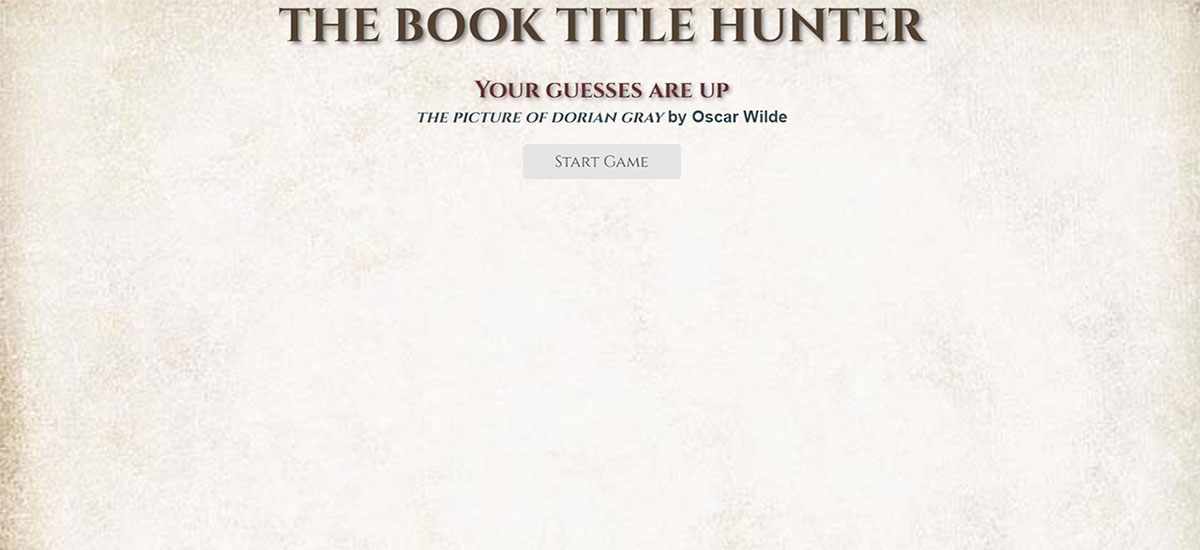 THE BOOK TITLE HUNTER
Your guesses are up
THE PICTURE OF DORIAN GRAY by Oscar Wilde
Start Game